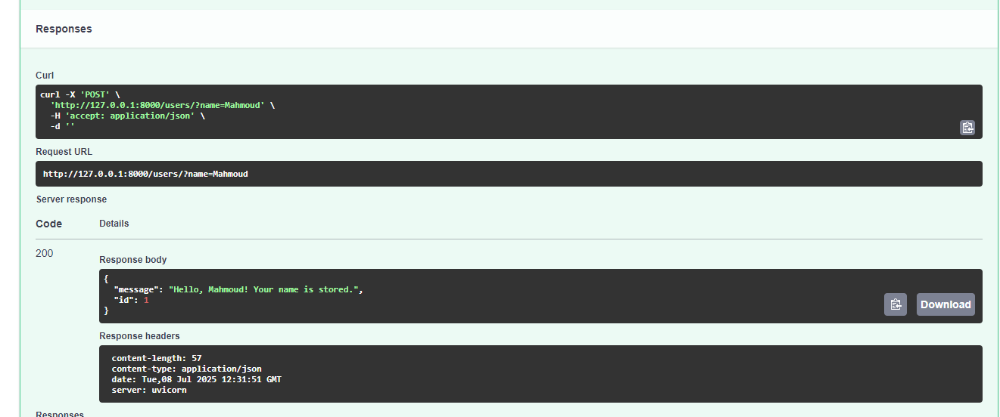 Responses
Curl
curl -X 'POST' \
  'http://127.0.0.1:8000/users/?name=Mahmoud' \
  -H 'accept: application/json' \
  -d ''
Request URL
http://127.0.0.1:8000/users/?name=Mahmoud
Server response
Code Details
200
Response body
{
  "message": "Hello, Mahmoud! Your name is stored.",
  "id": 1
}
Download
Response headers
content-length: 57
content-type: application/json
date: Tue,08 Jul 2025 12:31:51 GMT
server: uvicorn
Responses